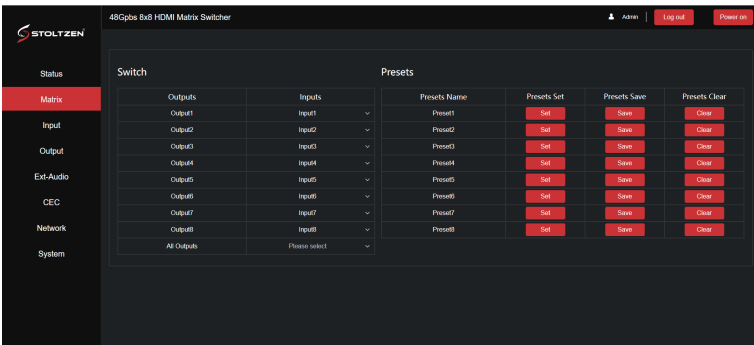 48Gpbs 8x8 HDMI Matrix Switcher
Admin
Log out
Power on
STOLTZEN
Status
Matrix
Input
Output
Ext-Audio
CEC
Network
System
Switch
Outputs Inputs
Output1 Input1
Output2 Input2
Output3 Input3
Output4 Input4
Output5 Input5
Output6 Input6
Output7 Input7
Output8 Input8
All Outputs Please select
Presets
Presets Name Presets Set Presets Save Presets Clear
Preset1 Set Save Clear
Preset2 Set Save Clear
Preset3 Set Save Clear
Preset4 Set Save Clear
Preset5 Set Save Clear
Preset6 Set Save Clear
Preset7 Set Save Clear
Preset8 Set Save Clear